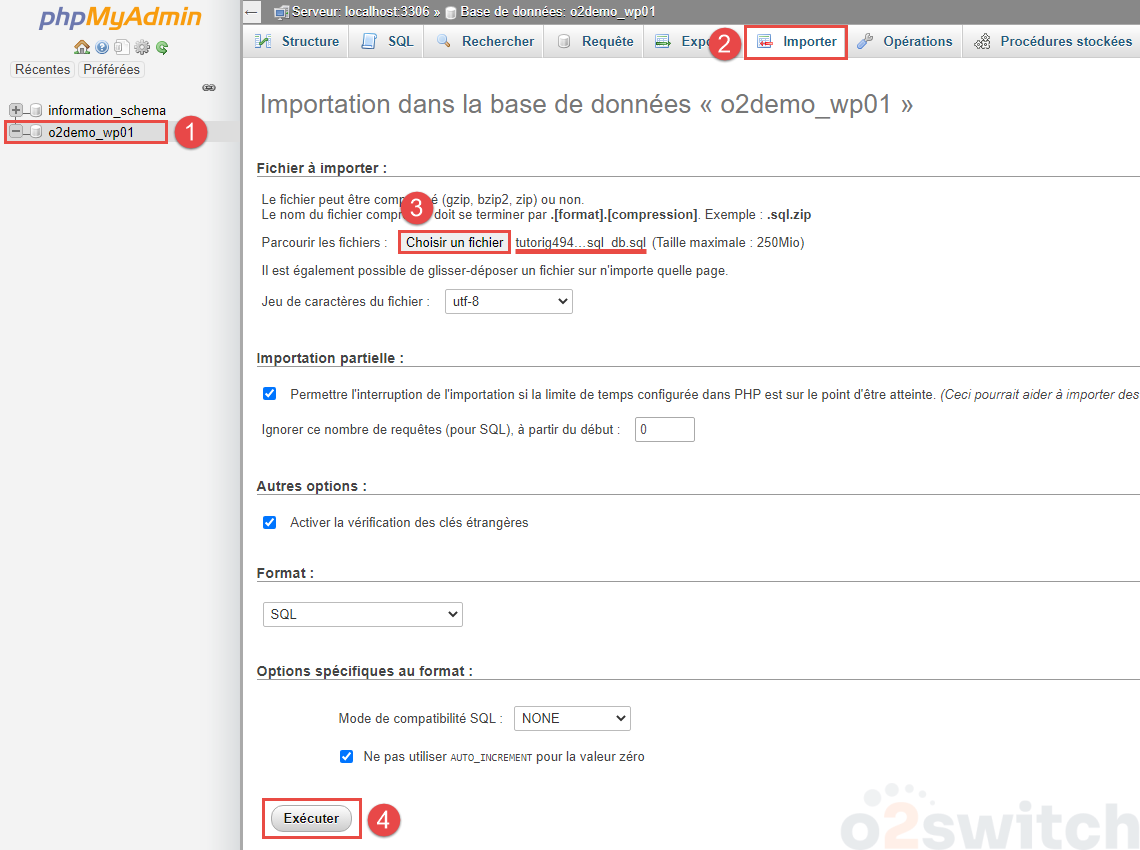 phpMyAdmin
Récentes Préférées
information_schema
o2demo_wp01
1
Serveur: localhost:3306 » Base de données: o2demo_wp01
Structure SQL Rechercher Requête Expo 2 Importer Opérations Procédures stockées
Importation dans la base de données « o2demo_wp01 »
Fichier à importer :
Le fichier peut être comp é (gzip, bzip2, zip) ou non.
3
Le nom du fichier compr doit se terminer par .[format].[compression]. Exemple : .sql.zip
Parcourir les fichiers : Choisir un fichier tutorig494...sql_db.sql (Taille maximale : 250Mio)
Il est également possible de glisser-déposer un fichier sur n'importe quelle page.
Jeu de caractères du fichier : utf-8
Importation partielle :
Permettre l'interruption de l'importation si la limite de temps configurée dans PHP est sur le point d'être atteinte. (Ceci pourrait aider à importer des
Ignorer ce nombre de requêtes (pour SQL), à partir du début : 0
Autres options :
Activer la vérification des clés étrangères
Format :
SQL
Options spécifiques au format :
Mode de compatibilité SQL : NONE
Ne pas utiliser AUTO_INCREMENT pour la valeur zéro
Exécuter 4
o2switch